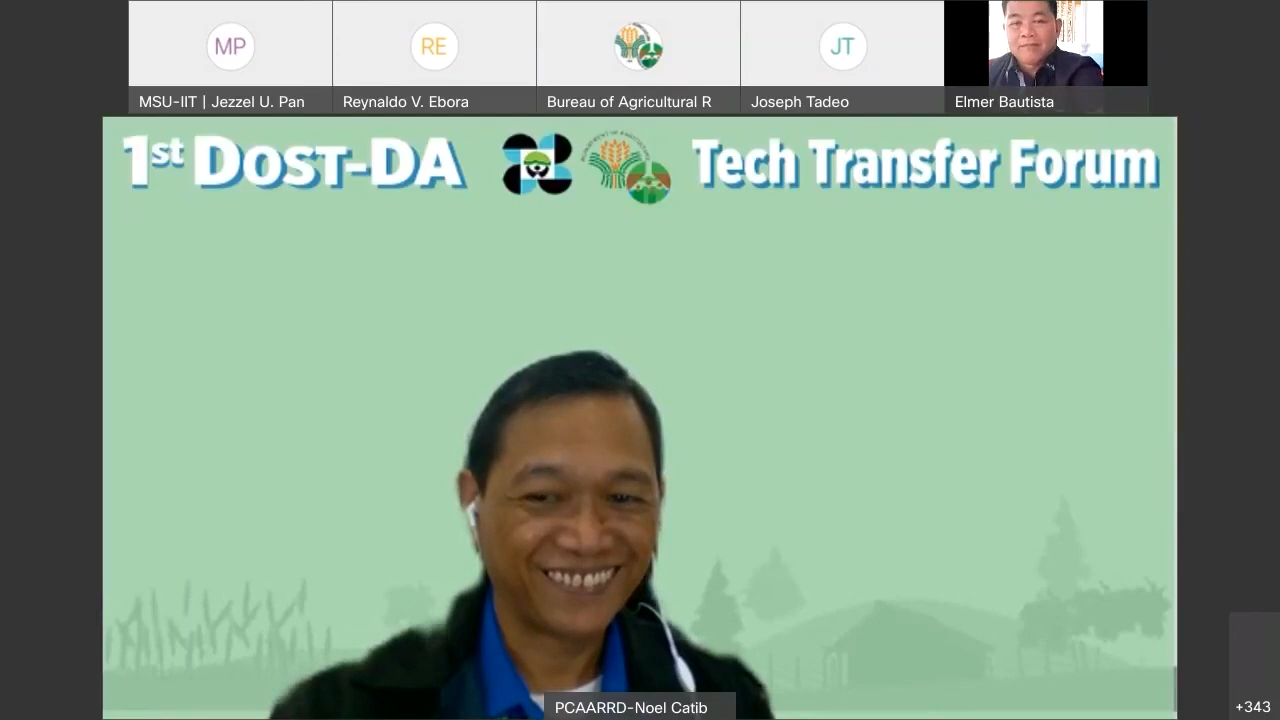 MP
RE
JT
MSU-IIT | Jezzel U. Pan
Reynaldo V. Ebora
Bureau of Agricultural R
Joseph Tadeo
Elmer Bautista
1st DOST-DA
Tech Transfer Forum
PCAARRD-Noel Catib
+343